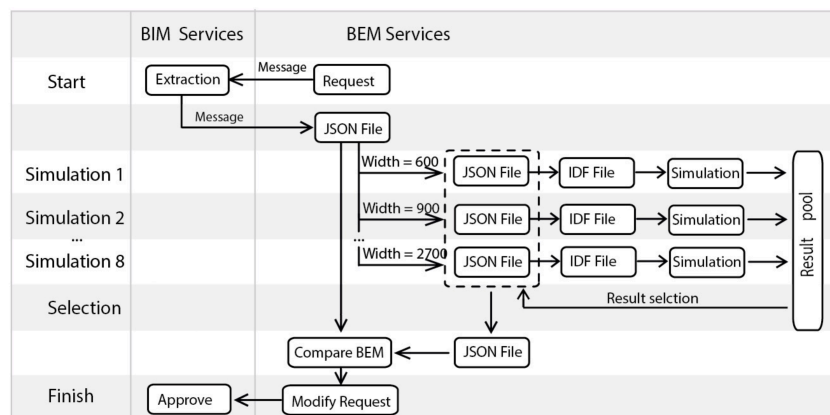 BIM Services
BEM Services
Start
Extraction
Message
Request
Message
JSON File
Simulation 1
Width = 600
JSON File
IDF File
Simulation
Simulation 2
Width = 900
JSON File
IDF File
Simulation
...
...
Simulation 8
Width = 2700
JSON File
IDF File
Simulation
Result pool
Selection
Result selction
Compare BEM
JSON File
Finish
Approve
Modify Request